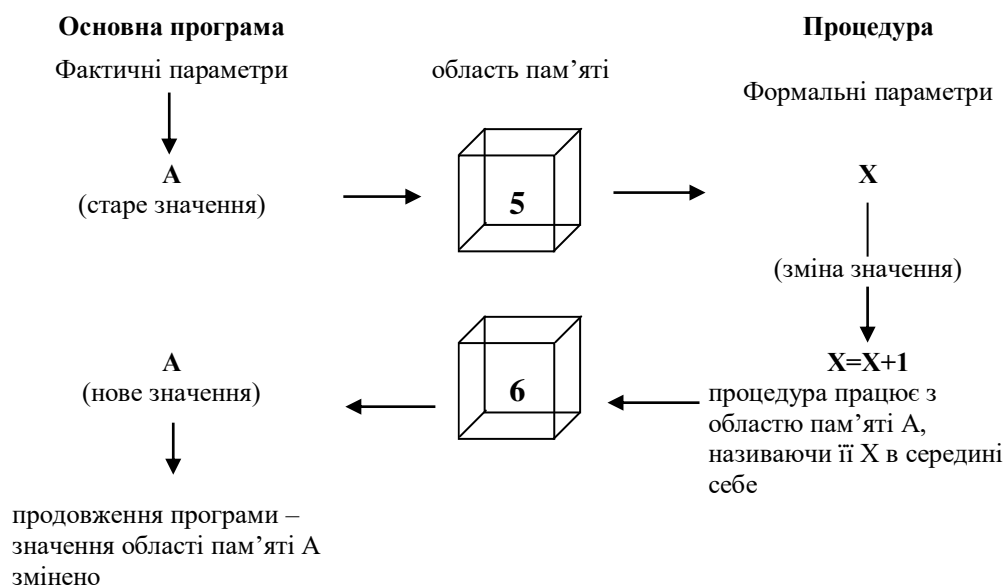 Основна програма
Процедура
Фактичні параметри
область пам’яті
Формальні параметри
А
(старе значення)
5
Х
(зміна значення)
А
(нове значення)
6
Х=Х+1
процедура працює з
областю пам’яті А,
називаючи її Х в середині
себе
продовження програми –
значення області пам’яті А
змінено